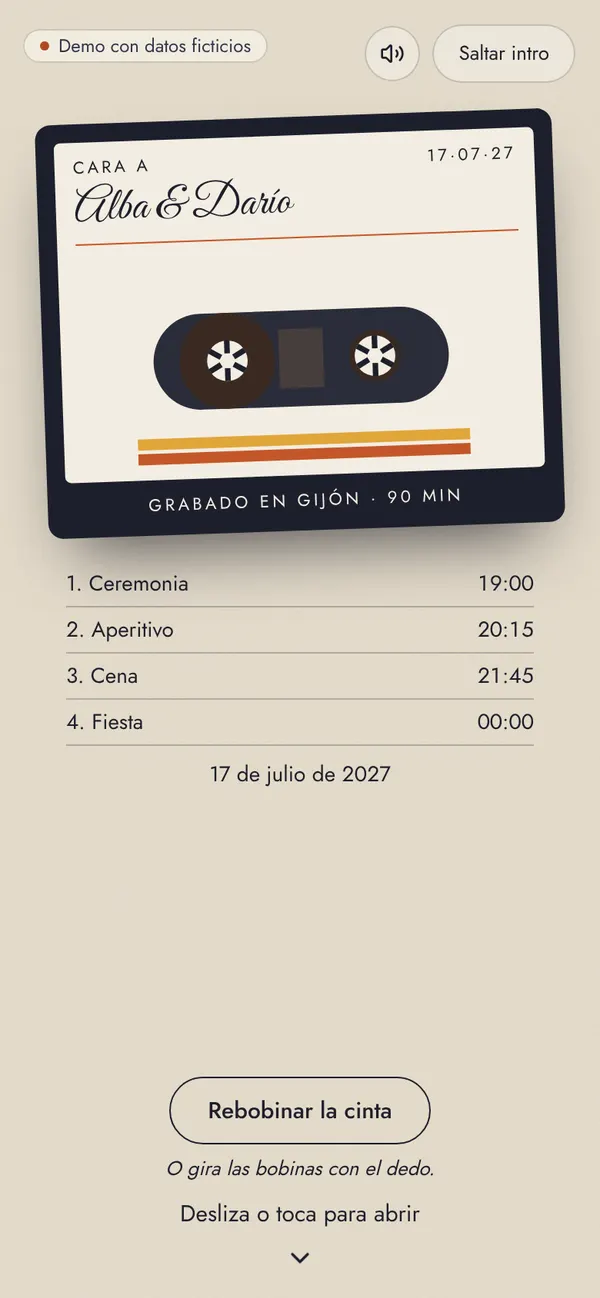 Demo con datos ficticios
Saltar intro
CARA A
17·07·27
Alba & Darío
GRABADO EN GIJÓN · 90 MIN
1. Ceremonia 19:00
2. Aperitivo 20:15
3. Cena 21:45
4. Fiesta 00:00
17 de julio de 2027
Rebobinar la cinta
O gira las bobinas con el dedo.
Desliza o toca para abrir